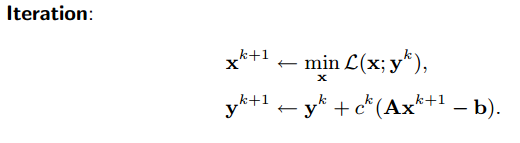 Iteration:
x^{k+1} ← min_x ℒ(x; y^k),
y^{k+1} ← y^k + c^k(Ax^{k+1} − b).